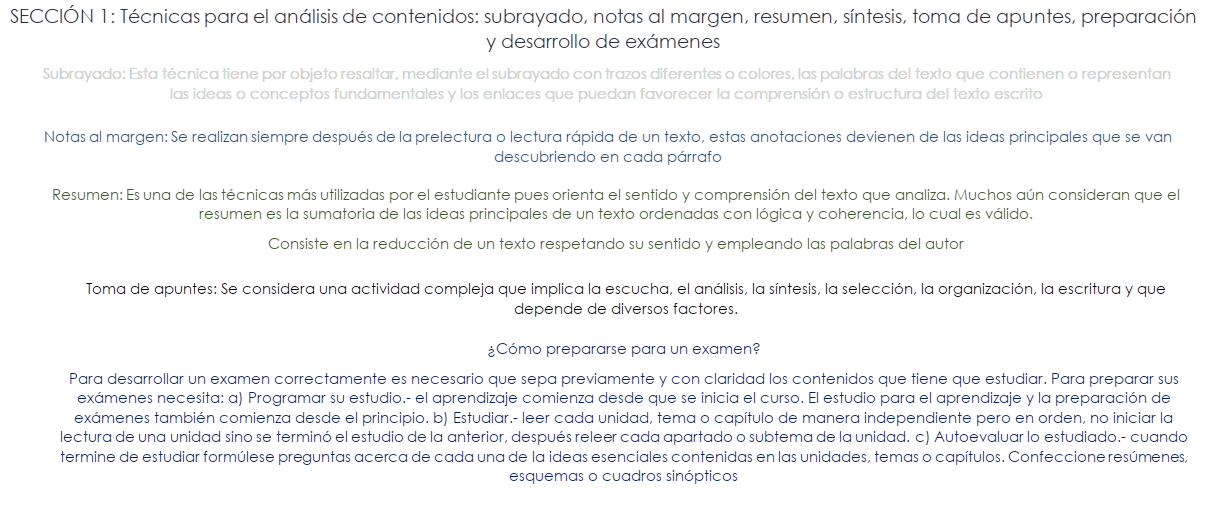 SECCIÓN 1: Técnicas para el análisis de contenidos: subrayado, notas al margen, resumen, síntesis, toma de apuntes, preparación
y desarrollo de exámenes
Subrayado: Esta técnica tiene por objeto resaltar, mediante el subrayado con trazos diferentes o colores, las palabras del texto que contienen o representan
las ideas o conceptos fundamentales y los enlaces que puedan favorecer la comprensión o estructura del texto escrito
Notas al margen: Se realizan siempre después de la prelectura o lectura rápida de un texto, estas anotaciones devienen de las ideas principales que se van
descubriendo en cada párrafo
Resumen: Es una de las técnicas más utilizadas por el estudiante pues orienta el sentido y comprensión del texto que analiza. Muchos aún consideran que el
resumen es la sumatoria de las ideas principales de un texto ordenadas con lógica y coherencia, lo cual es válido.
Consiste en la reducción de un texto respetando su sentido y empleando las palabras del autor
Toma de apuntes: Se considera una actividad compleja que implica la escucha, el análisis, la síntesis, la selección, la organización, la escritura y que
depende de diversos factores.
¿Cómo prepararse para un examen?
Para desarrollar un examen correctamente es necesario que sepa previamente y con claridad los contenidos que tiene que estudiar. Para preparar sus
exámenes necesita: a) Programar su estudio.- el aprendizaje comienza desde que se inicia el curso. El estudio para el aprendizaje y la preparación de
exámenes también comienza desde el principio. b) Estudiar.- leer cada unidad, tema o capítulo de manera independiente pero en orden, no iniciar la
lectura de una unidad sino se terminó el estudio de la anterior, después releer cada apartado o subtema de la unidad. c) Autoevaluar lo estudiado.- cuando
termine de estudiar formúlese preguntas acerca de cada una de la ideas esenciales contenidas en las unidades, temas o capítulos. Confeccione resúmenes,
esquemas o cuadros sinópticos